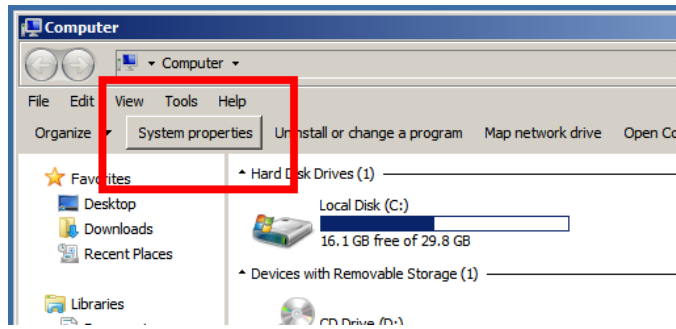 Computer
Computer
File Edit View Tools Help
Organize System properties Uninstall or change a program Map network drive Open Co
Favorites
Desktop
Downloads
Recent Places
Libraries
Hard Disk Drives (1)
Local Disk (C:)
16.1 GB free of 29.8 GB
Devices with Removable Storage (1)
CD Drive (D:)